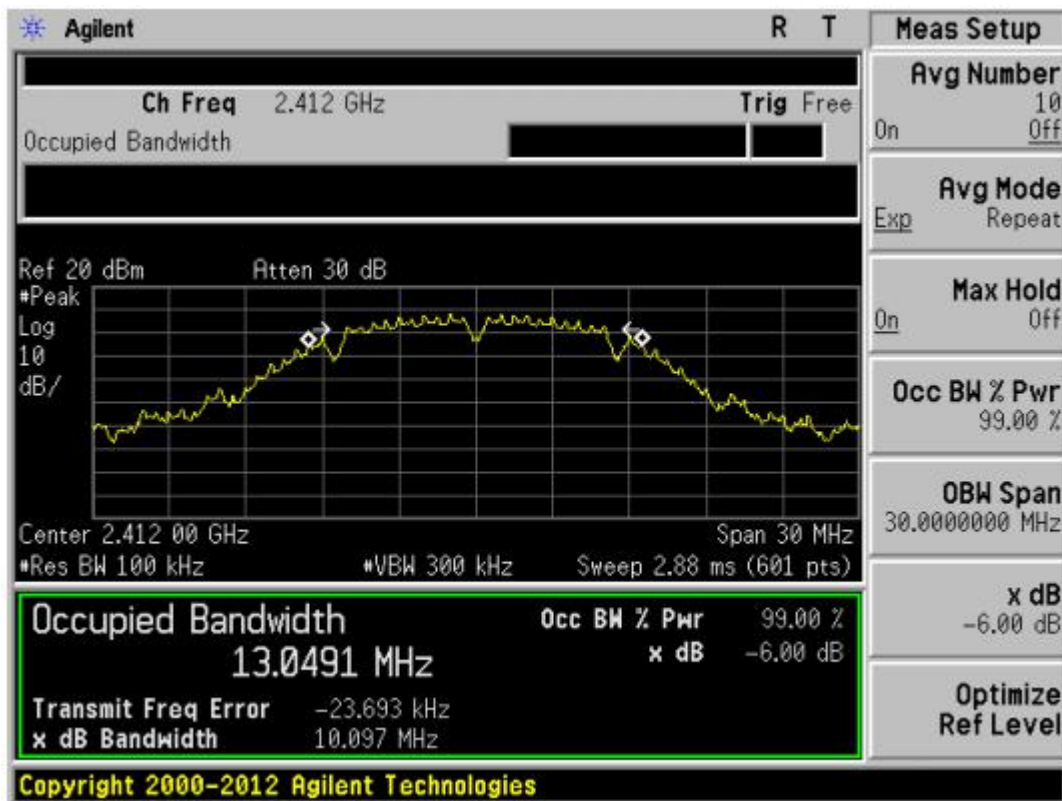 Agilent
R T
Ch Freq 2.412 GHz
Trig Free
Occupied Bandwidth
Ref 20 dBm
Atten 30 dB
#Peak
Log
10
dB/
Center 2.412 00 GHz
Span 30 MHz
#Res BW 100 kHz
#VBW 300 kHz
Sweep 2.88 ms (601 pts)
Occupied Bandwidth
13.0491 MHz
Occ BW % Pwr 99.00 %
x dB -6.00 dB
Transmit Freq Error -23.693 kHz
x dB Bandwidth 10.097 MHz
Copyright 2000-2012 Agilent Technologies
Meas Setup
Avg Number
10
On Off
Avg Mode
Exp Repeat
Max Hold
On Off
Occ BW % Pwr
99.00 %
OBW Span
30.0000000 MHz
x dB
-6.00 dB
Optimize
Ref Level